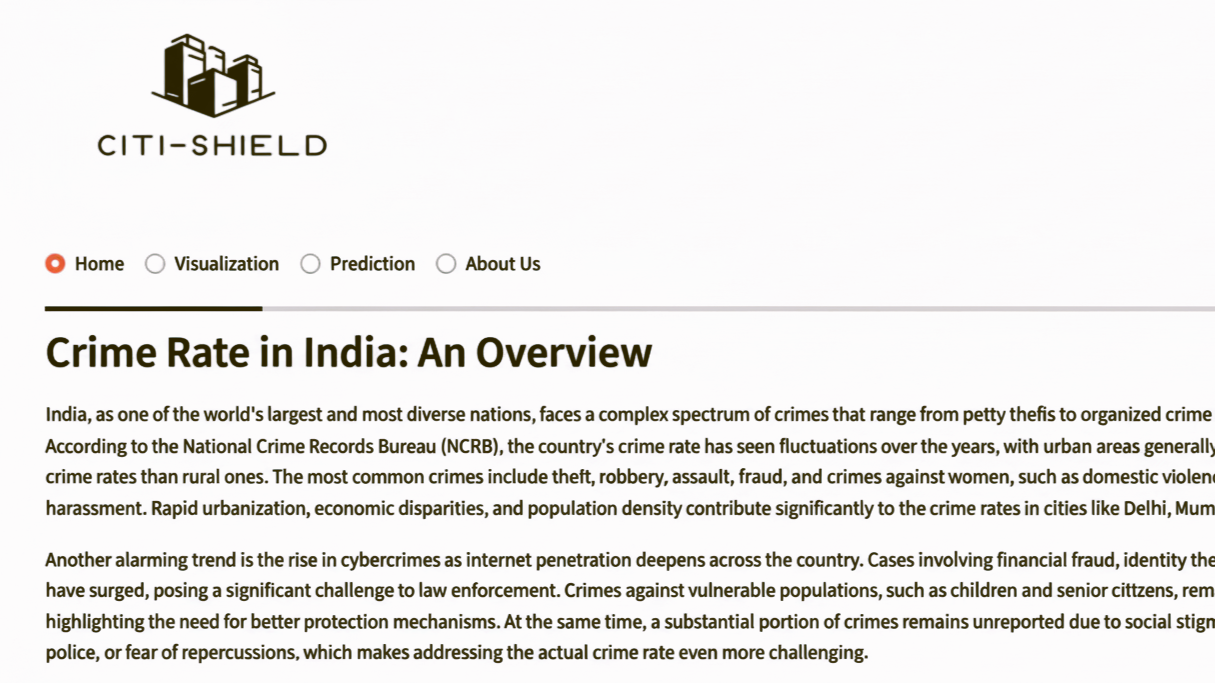 CITI-SHIELD
Home Visualization Prediction About Us
Crime Rate in India: An Overview
India, as one of the world's largest and most diverse nations, faces a complex spectrum of crimes that range from petty thefis to organized crime
According to the National Crime Records Bureau (NCRB), the country's crime rate has seen fluctuations over the years, with urban areas generally
crime rates than rural ones. The most common crimes include theft, robbery, assault, fraud, and crimes against women, such as domestic violenc
harassment. Rapid urbanization, economic disparities, and population density contribute significantly to the crime rates in cities like Delhi, Mum
Another alarming trend is the rise in cybercrimes as internet penetration deepens across the country. Cases involving financial fraud, identity the
have surged, posing a significant challenge to law enforcement. Crimes against vulnerable populations, such as children and senior cittzens, rem
highlighting the need for better protection mechanisms. At the same time, a substantial portion of crimes remains unreported due to social stigm
police, or fear of repercussions, which makes addressing the actual crime rate even more challenging.